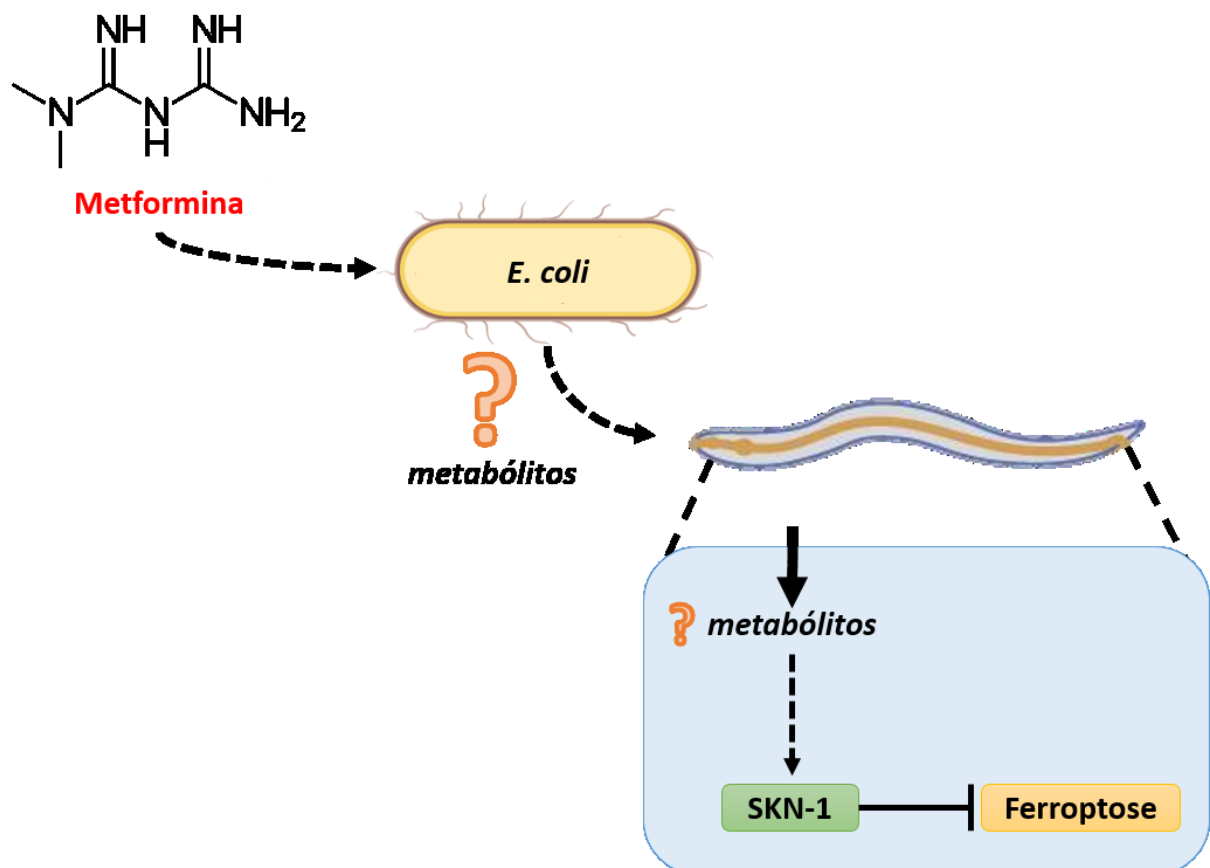 NH NH
N N NH2
H
Metformina
E. coli
?
metabólitos
? metabólitos
SKN-1 Ferroptose